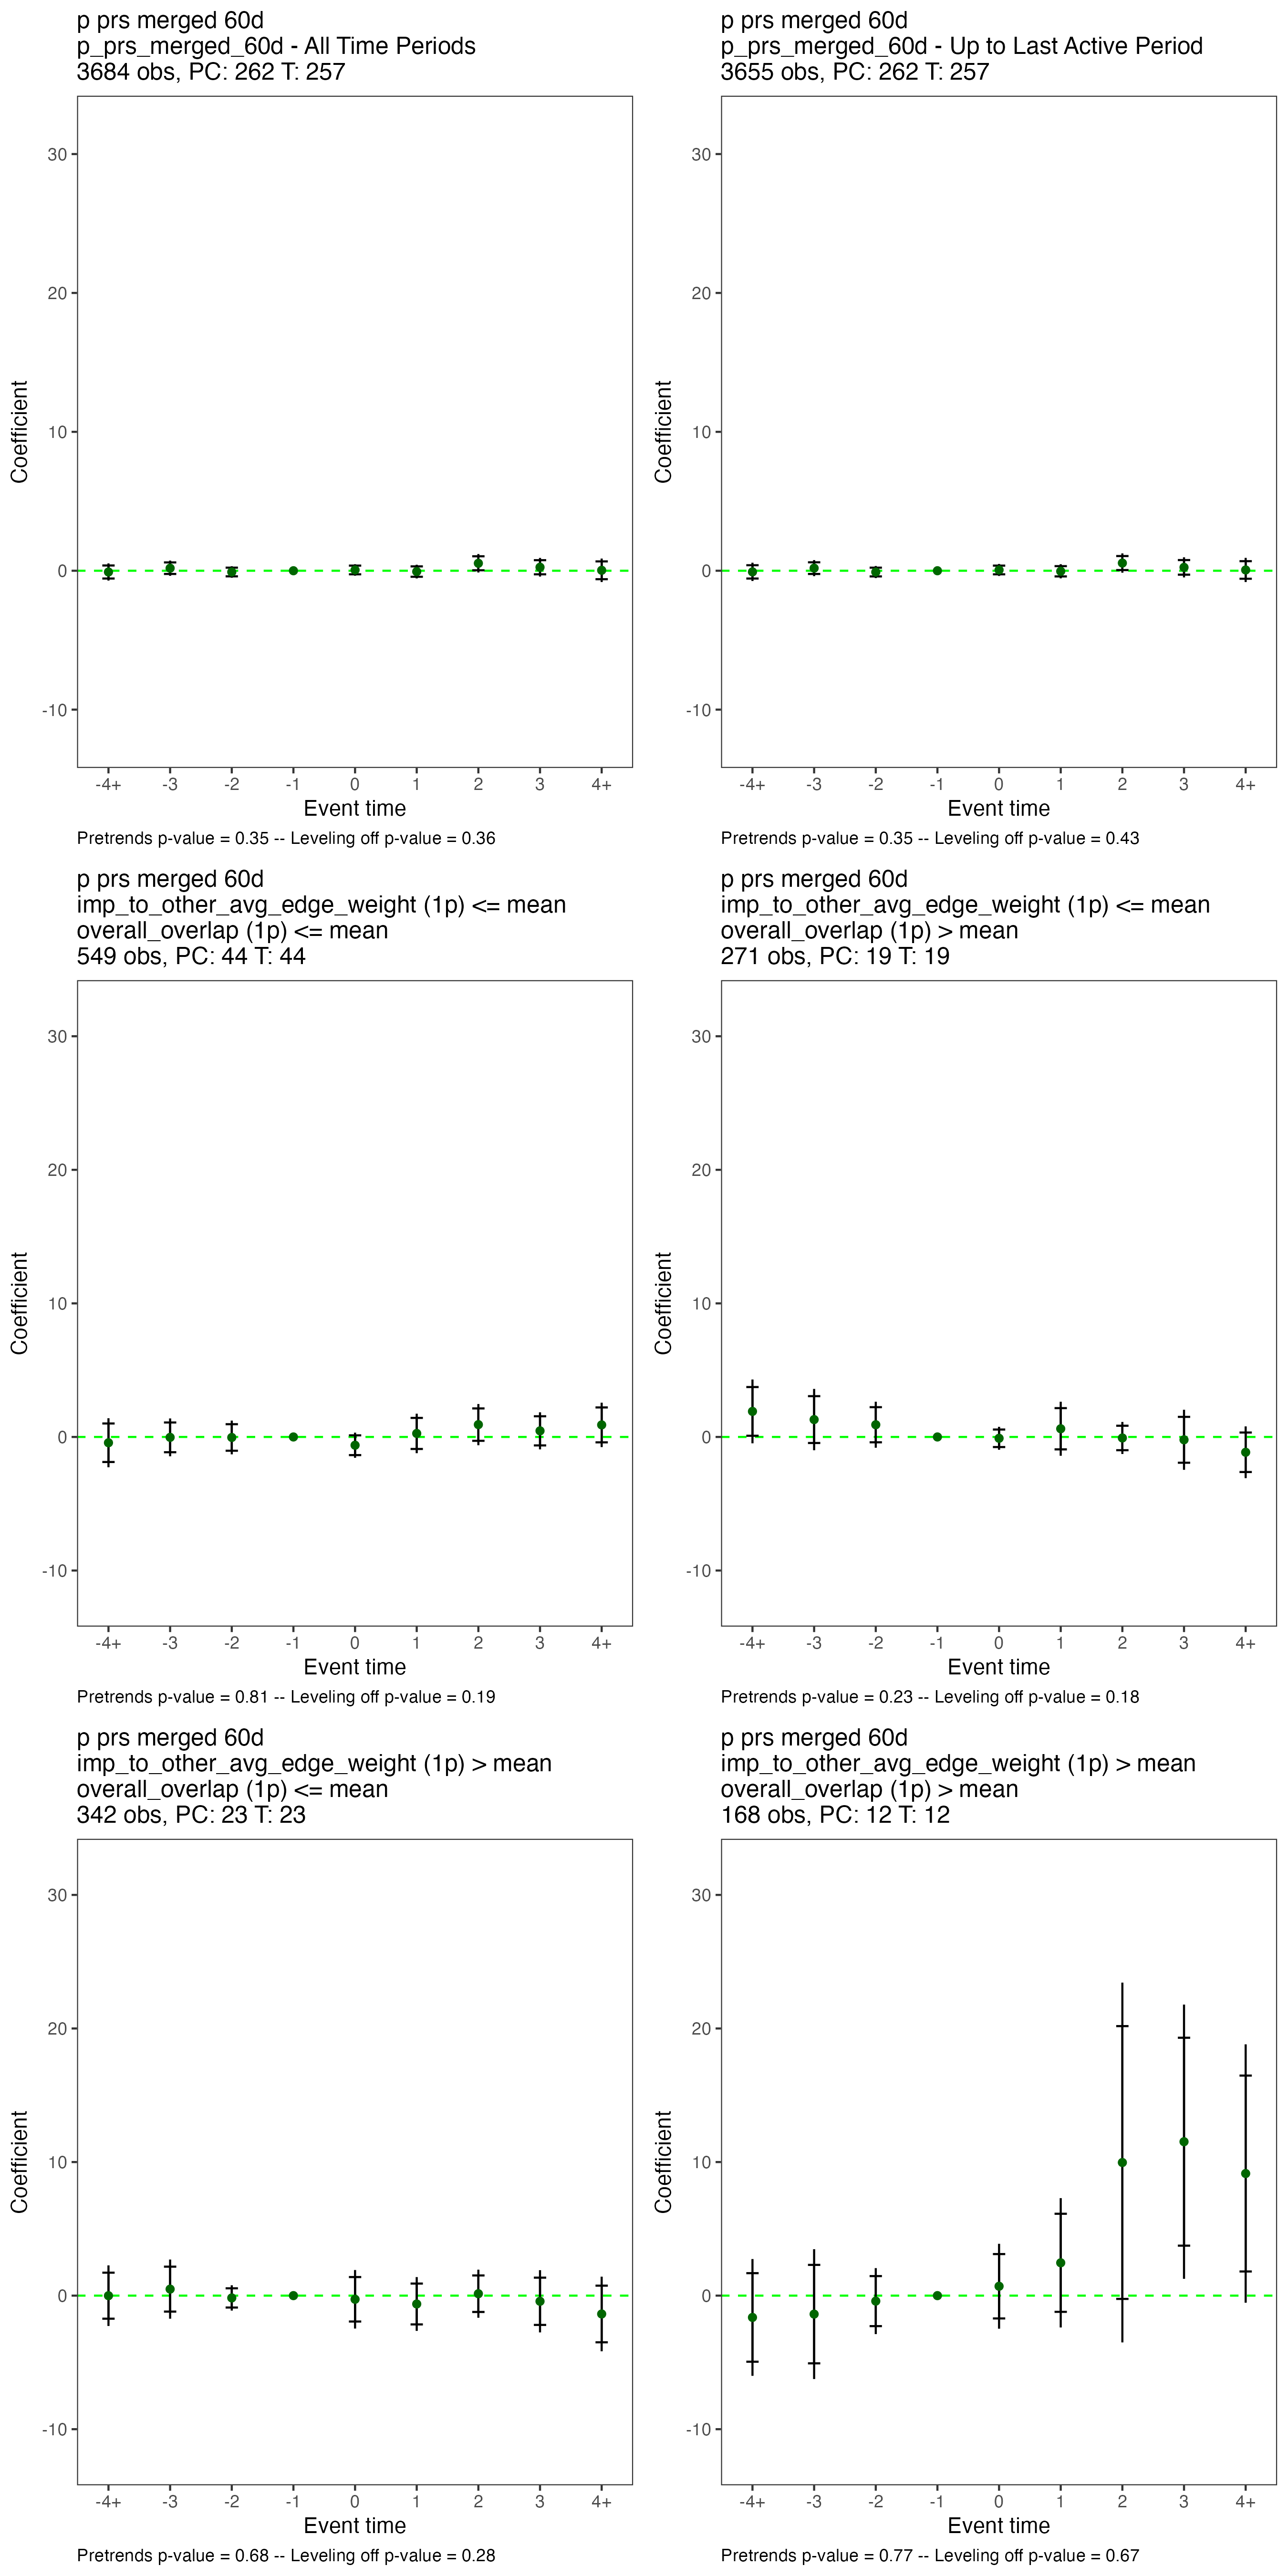 p prs merged 60d
p_prs_merged_60d - All Time Periods
3684 obs, PC: 262 T: 257
30
20
10
0
-10
Coefficient
-4+ -3 -2 -1 0 1 2 3 4+
Event time
Pretrends p-value = 0.35 -- Leveling off p-value = 0.36
p prs merged 60d
p_prs_merged_60d - Up to Last Active Period
3655 obs, PC: 262 T: 257
30
20
10
0
-10
Coefficient
-4+ -3 -2 -1 0 1 2 3 4+
Event time
Pretrends p-value = 0.35 -- Leveling off p-value = 0.43
p prs merged 60d
imp_to_other_avg_edge_weight (1p) <= mean
overall_overlap (1p) <= mean
549 obs, PC: 44 T: 44
30
20
10
0
-10
Coefficient
-4+ -3 -2 -1 0 1 2 3 4+
Event time
Pretrends p-value = 0.81 -- Leveling off p-value = 0.19
p prs merged 60d
imp_to_other_avg_edge_weight (1p) <= mean
overall_overlap (1p) > mean
271 obs, PC: 19 T: 19
30
20
10
0
-10
Coefficient
-4+ -3 -2 -1 0 1 2 3 4+
Event time
Pretrends p-value = 0.23 -- Leveling off p-value = 0.18
p prs merged 60d
imp_to_other_avg_edge_weight (1p) > mean
overall_overlap (1p) <= mean
342 obs, PC: 23 T: 23
30
20
10
0
-10
Coefficient
-4+ -3 -2 -1 0 1 2 3 4+
Event time
Pretrends p-value = 0.68 -- Leveling off p-value = 0.28
p prs merged 60d
imp_to_other_avg_edge_weight (1p) > mean
overall_overlap (1p) > mean
168 obs, PC: 12 T: 12
30
20
10
0
-10
Coefficient
-4+ -3 -2 -1 0 1 2 3 4+
Event time
Pretrends p-value = 0.77 -- Leveling off p-value = 0.67